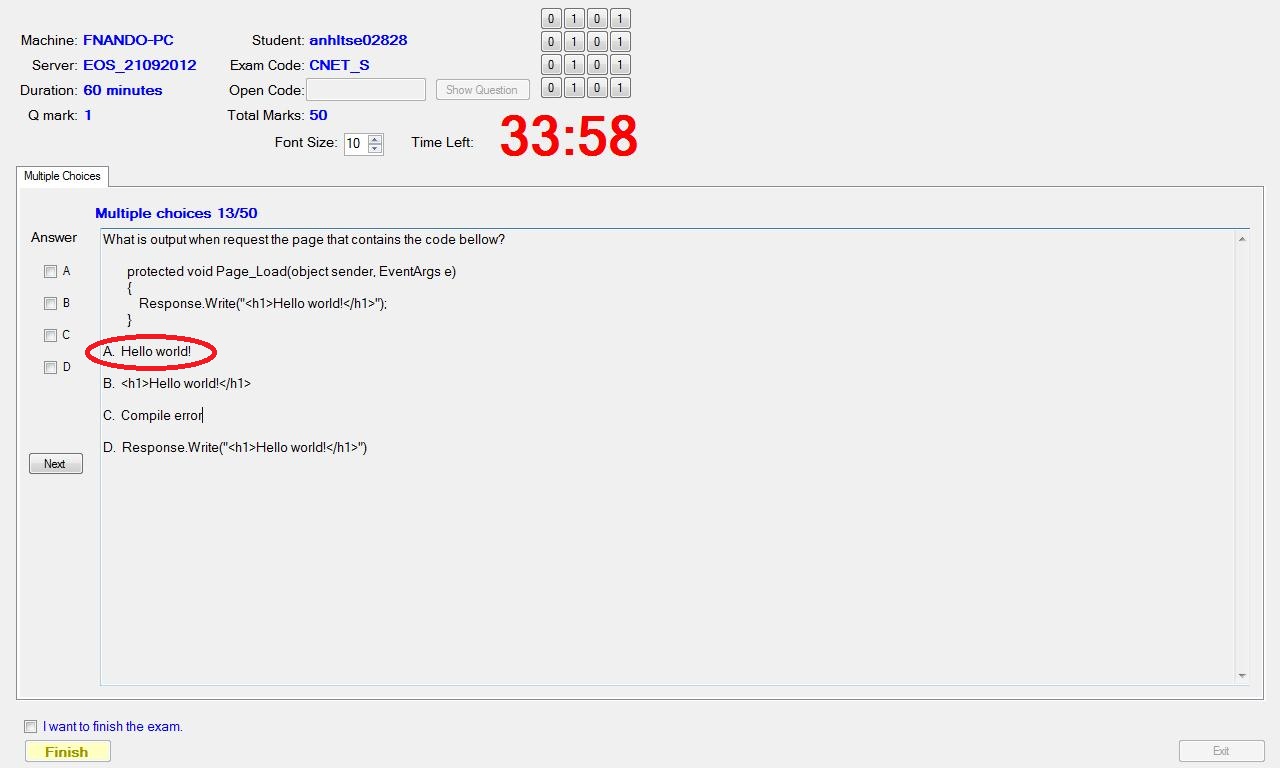 Machine: FNANDO-PC Student: anhltse02828
Server: EOS_21092012 Exam Code: CNET_S
Duration: 60 minutes Open Code: Show Question
Q mark: 1 Total Marks: 50
0 1 0 1
0 1 0 1
0 1 0 1
0 1 0 1
Font Size: 10 Time Left: 33:58
Multiple Choices
Multiple choices 13/50
Answer
A
B
C
D
Next
What is output when request the page that contains the code bellow?
protected void Page_Load(object sender, EventArgs e)
{
Response.Write("<h1>Hello world!</h1>");
}
A. Hello world!
B. <h1>Hello world!</h1>
C. Compile error
D. Response.Write("<h1>Hello world!</h1>")
I want to finish the exam.
Finish
Exit